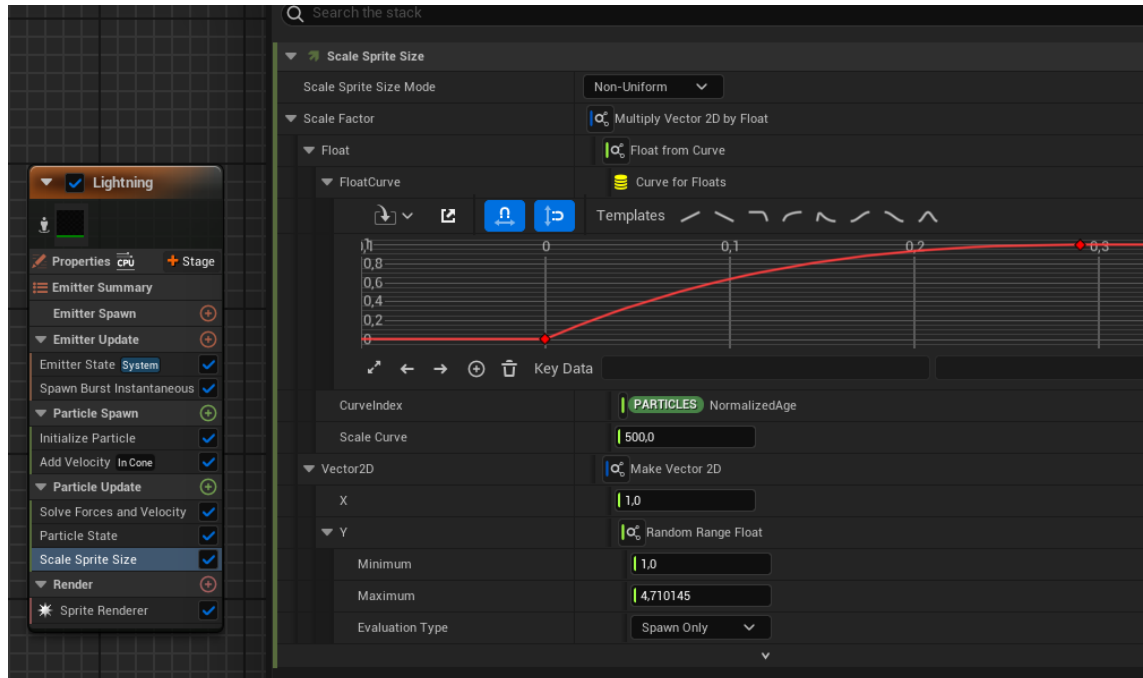 Search the stack
Scale Sprite Size
Scale Sprite Size Mode
Non-Uniform
Scale Factor
Multiply Vector 2D by Float
Float
Float from Curve
FloatCurve
Curve for Floats
Templates
0 0,1 0,2 0,3
0,8
0,6
0,4
0,2
0
Key Data
CurveIndex
PARTICLES NormalizedAge
Scale Curve
500,0
Vector2D
Make Vector 2D
X
1,0
Y
Random Range Float
Minimum
1,0
Maximum
4,710145
Evaluation Type
Spawn Only
Lightning
Properties CPU + Stage
Emitter Summary
Emitter Spawn
Emitter Update
Emitter State System
Spawn Burst Instantaneous
Particle Spawn
Initialize Particle
Add Velocity In Cone
Particle Update
Solve Forces and Velocity
Particle State
Scale Sprite Size
Render
Sprite Renderer